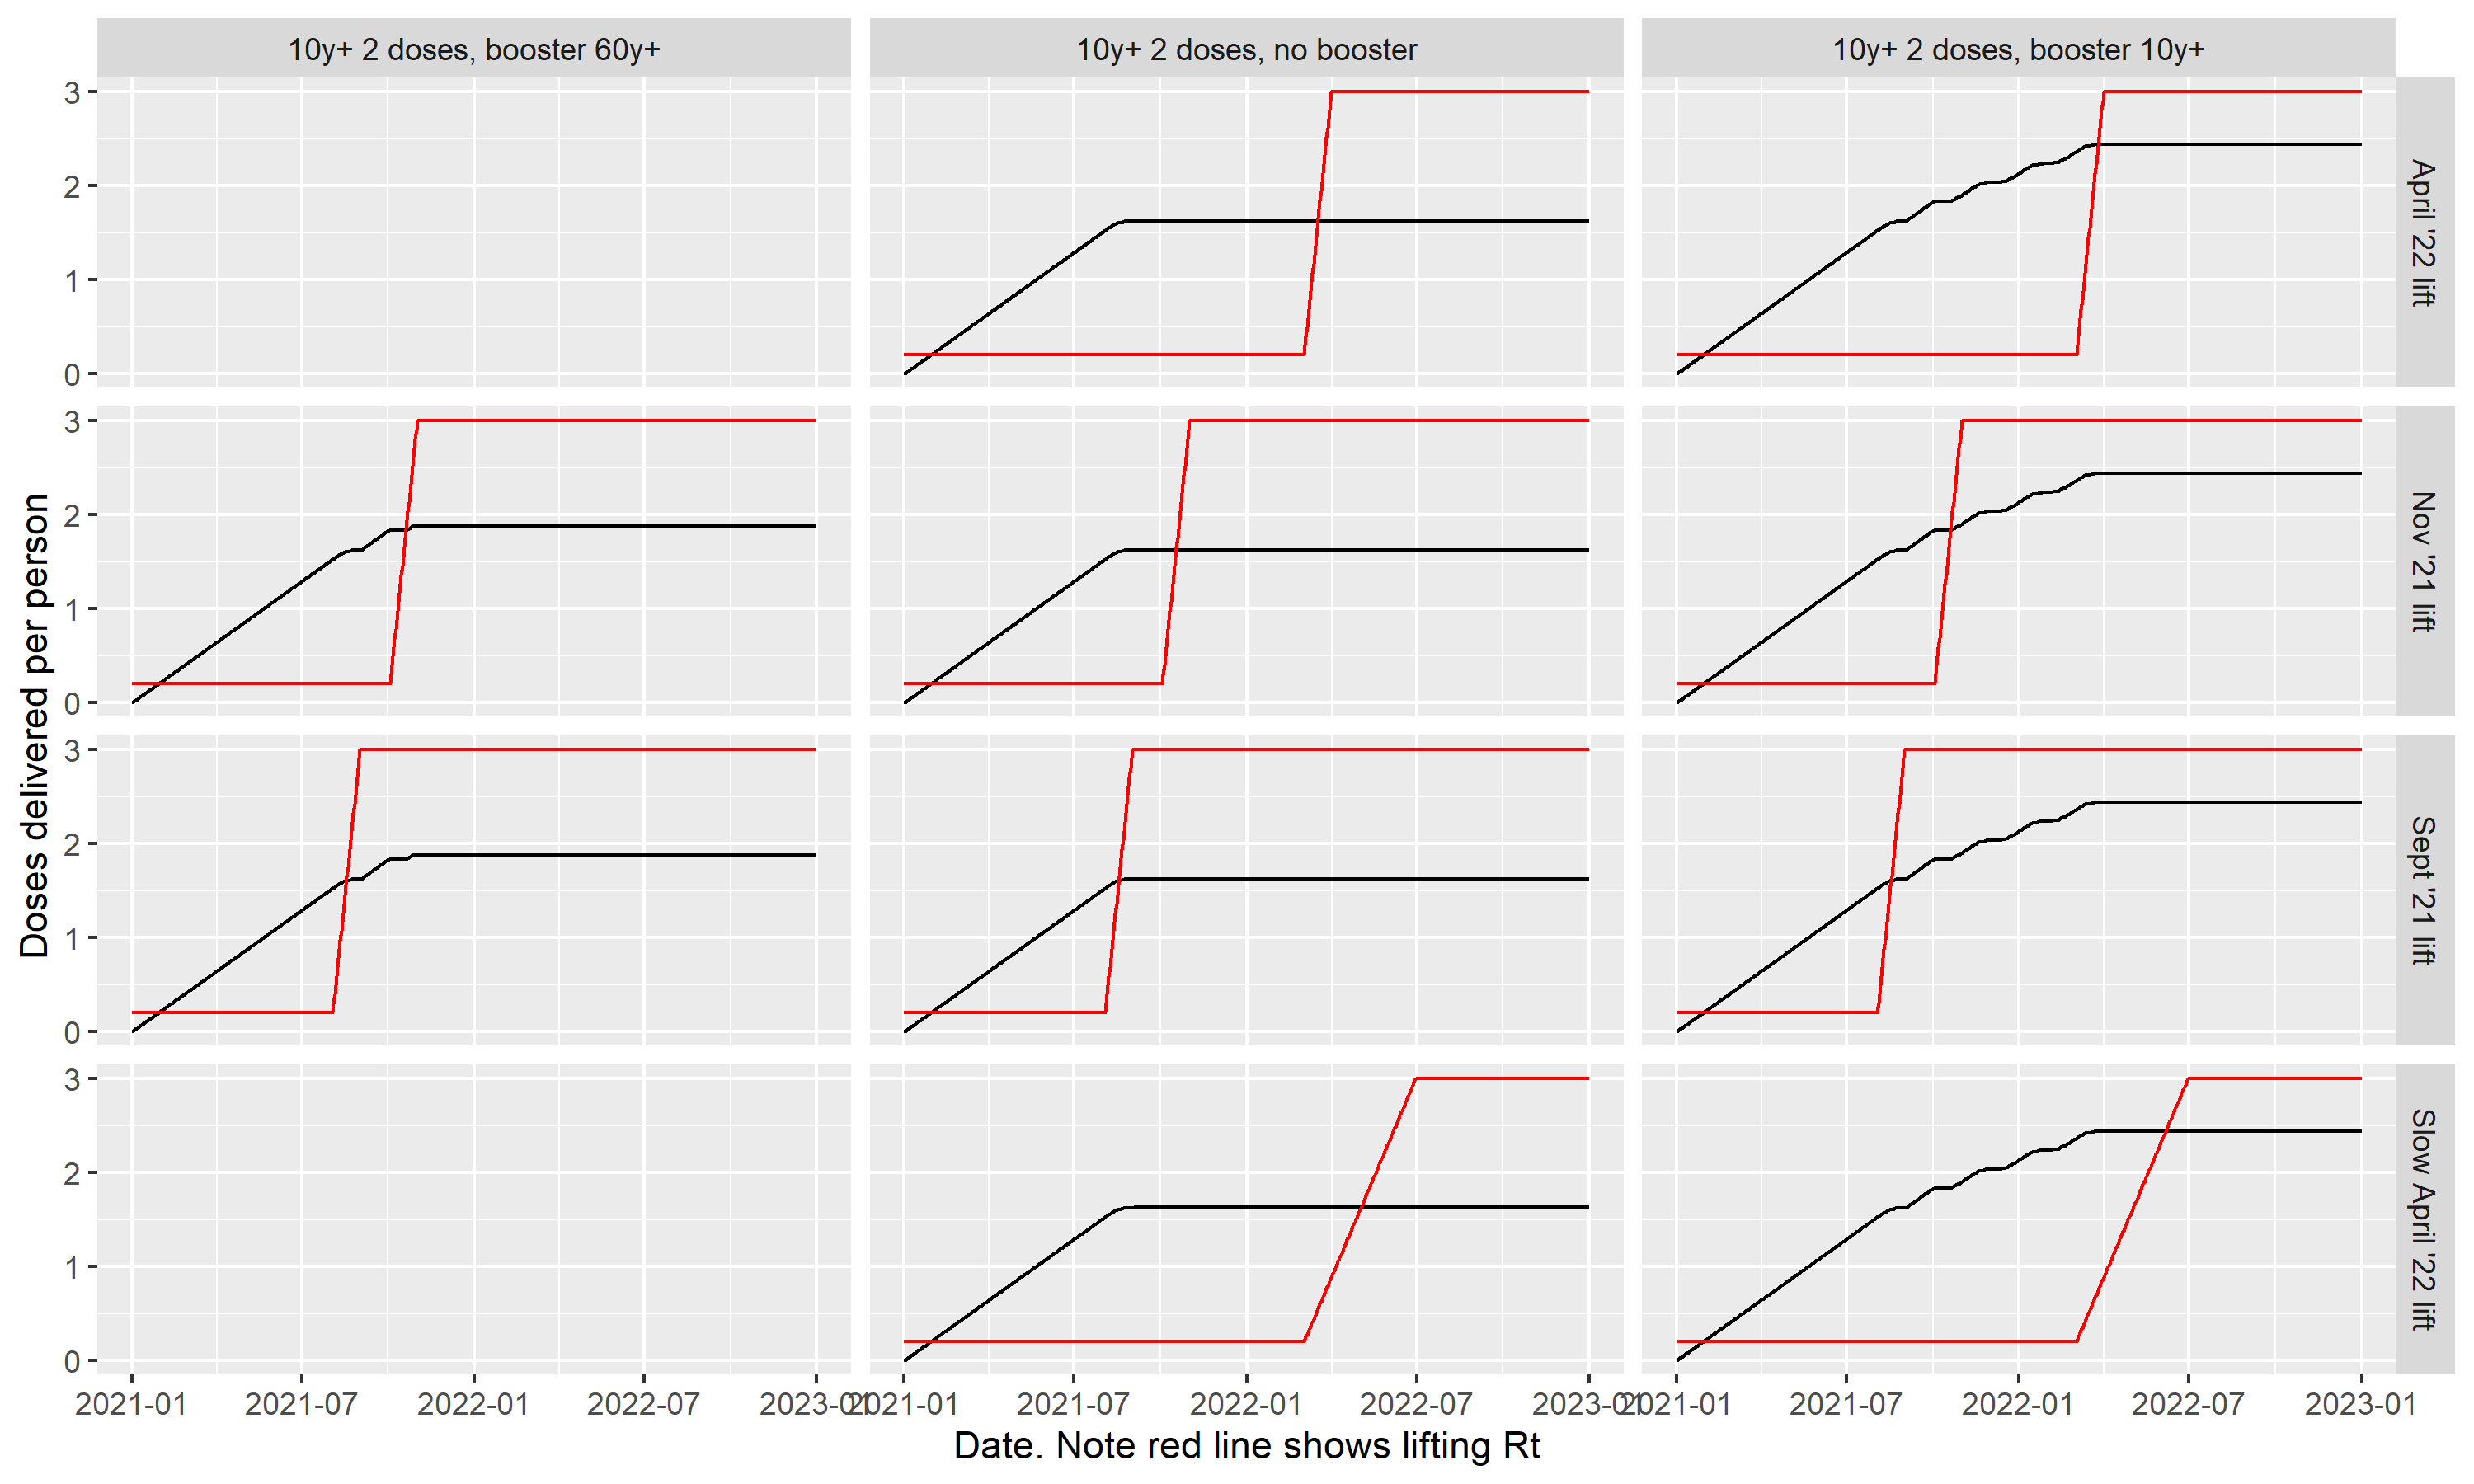 10y+ 2 doses, booster 60y+
10y+ 2 doses, no booster
10y+ 2 doses, booster 10y+
3
2
1
0
April '22 lift
3
2
1
0
Nov '21 lift
Doses delivered per person
3
2
1
0
Sept '21 lift
3
2
1
0
Slow April '22 lift
2021-01 2021-07 2022-01 2022-07 2023-01
2021-01 2021-07 2022-01 2022-07 2023-01
2021-01 2021-07 2022-01 2022-07 2023-01
Date. Note red line shows lifting Rt